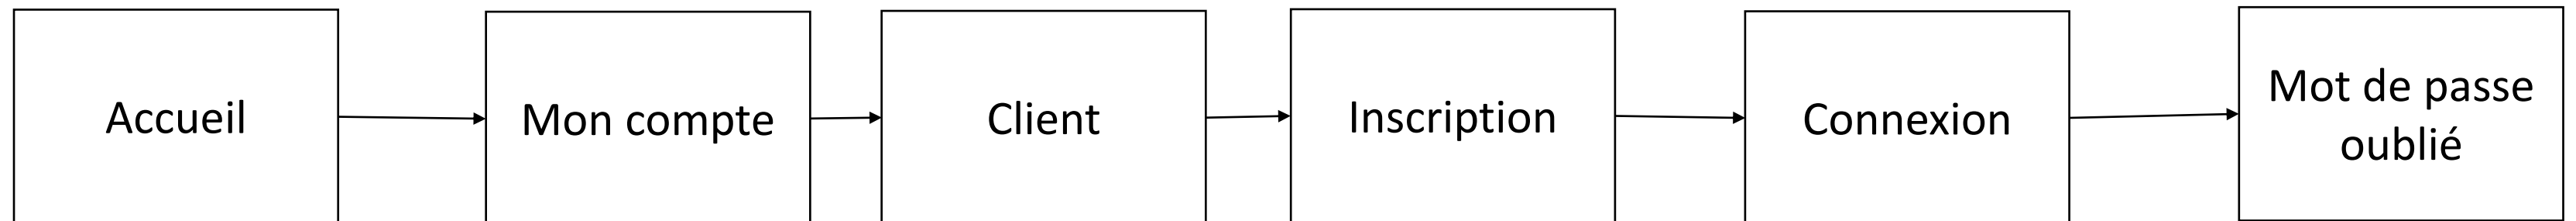 Accueil
Mon compte
Client
Inscription
Connexion
Mot de passe
oublié